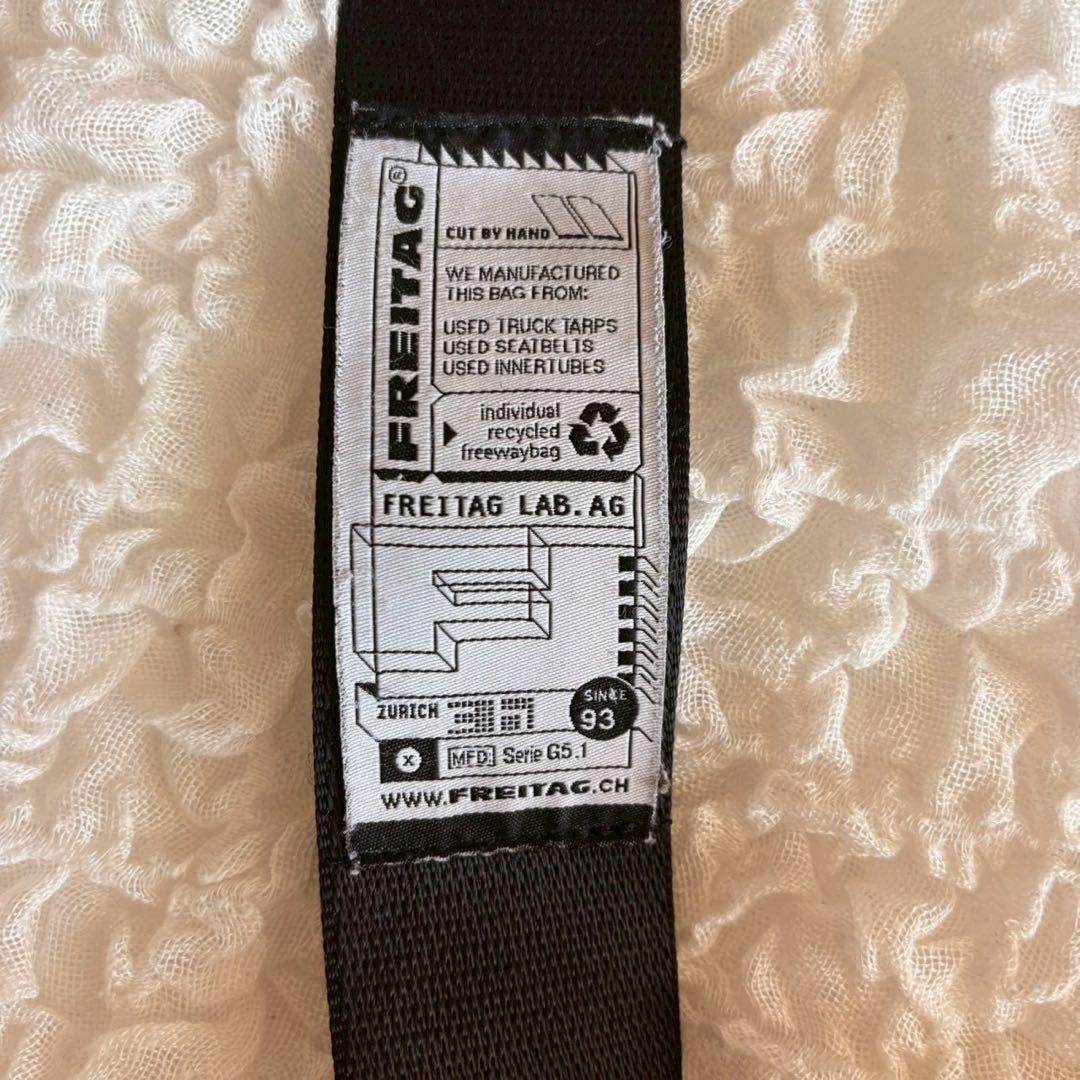 FREITAG®
CUT BY HAND
WE MANUFACTURED
THIS BAG FROM:
USED TRUCK TARPS
USED SEATBELTS
USED INNERTUBES
individual
recycled
freewaybag
FREITAG LAB. AG
ZURICH
SINCE
93
x
MFD: Serie G5.1
WWW.FREITAG.CH